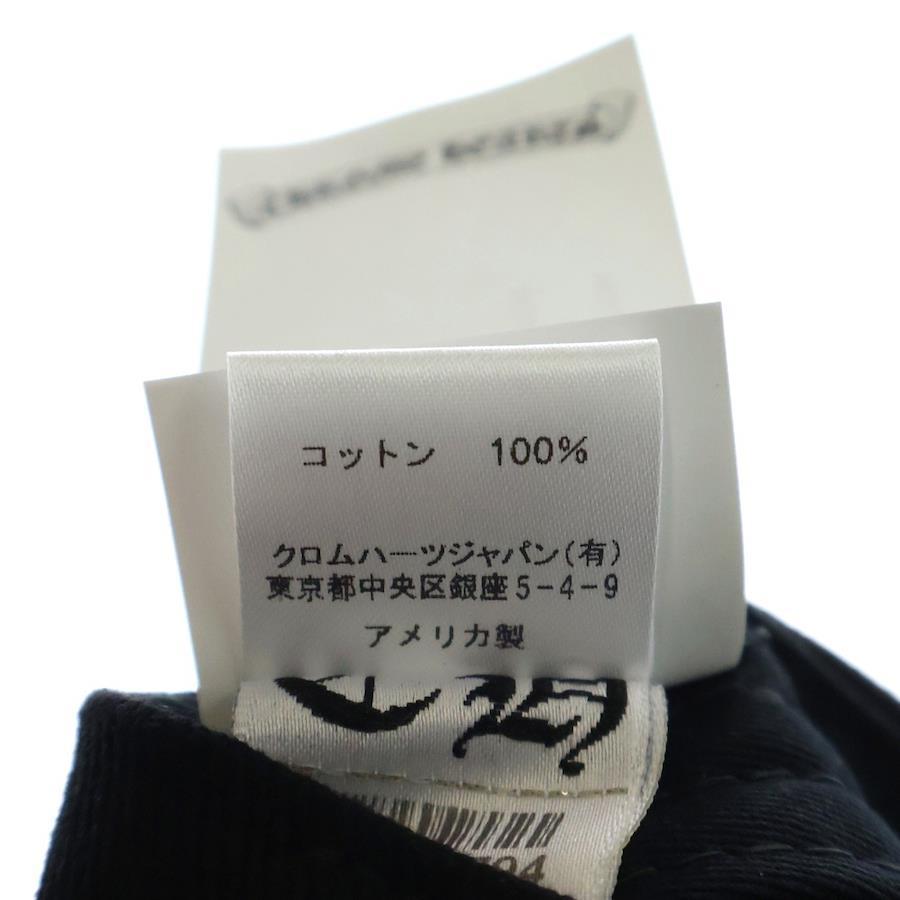 コットン 100%
クロムハーツジャパン(有)
東京都中央区銀座5-4-9
アメリカ製